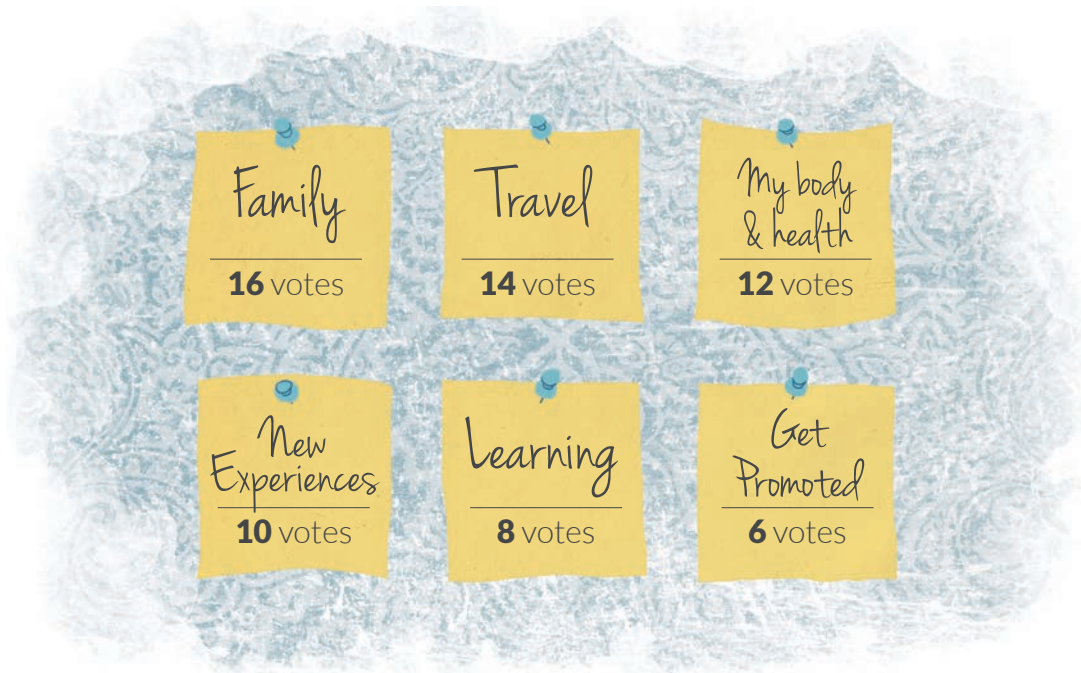 Family
16 votes
Travel
14 votes
My body
& health
12 votes
New
Experiences
10 votes
Learning
8 votes
Get
Promoted
6 votes